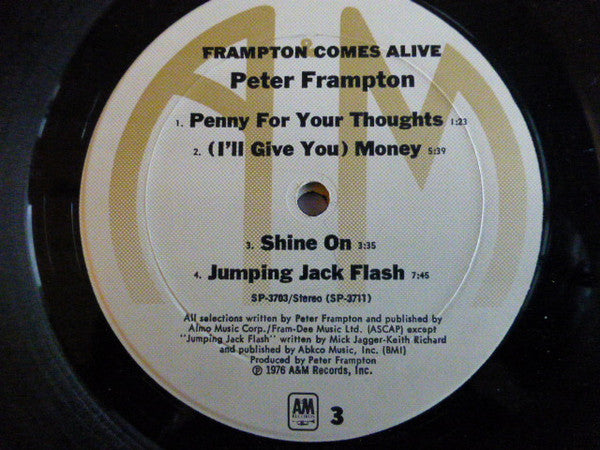 FRAMPTON COMES ALIVE
Peter Frampton
1. Penny For Your Thoughts 1:23
2. (I'll Give You) Money 5:39
3. Shine On 3:35
4. Jumping Jack Flash 7:45
SP-3703/Stereo (SP-3711)
All selections written by Peter Frampton and published by
Almo Music Corp./Fram-Dee Music Ltd. (ASCAP) except
"Jumping Jack Flash" written by Mick Jagger-Keith Richard
and published by Abkco Music, Inc. (BMI)
Produced by Peter Frampton
℗ 1976 A&M Records, Inc.
A&M
RECORDS
3